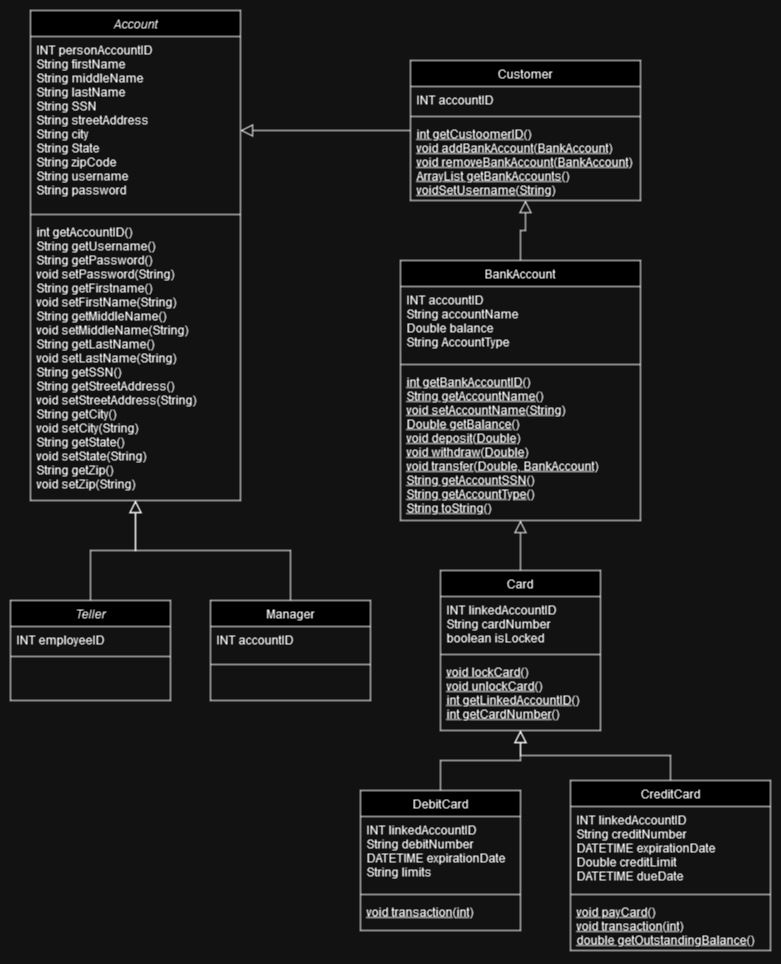 Account
INT personAccountID
String firstName
String middleName
String lastName
String SSN
String streetAddress
String city
String State
String zipCode
String username
String password
int getAccountID()
String getUsername()
String getPassword()
void setPassword(String)
String getFirstname()
void setFirstName(String)
String getMiddleName()
void setMiddleName(String)
String getLastName()
void setLastName(String)
String getSSN()
String getStreetAddress()
void setStreetAddress(String)
String getCity()
void setCity(String)
String getState()
void setState(String)
String getZip()
void setZip(String)
Customer
INT accountID
int getCustoomerID()
void addBankAccount(BankAccount)
void removeBankAccount(BankAccount)
ArrayList getBankAccounts()
voidSetUsername(String)
BankAccount
INT accountID
String accountName
Double balance
String AccountType
int getBankAccountID()
String getAccountName()
void setAccountName(String)
Double getBalance()
void deposit(Double)
void withdraw(Double)
void transfer(Double, BankAccount)
String getAccountSSN()
String getAccountType()
String toString()
Teller
INT employeeID
Manager
INT accountID
Card
INT linkedAccountID
String cardNumber
boolean isLocked
void lockCard()
void unlockCard()
int getLinkedAccountID()
int getCardNumber()
DebitCard
INT linkedAccountID
String debitNumber
DATETIME expirationDate
String limits
void transaction(int)
CreditCard
INT linkedAccountID
String creditNumber
DATETIME expirationDate
Double creditLimit
DATETIME dueDate
void payCard()
void transaction(int)
double getOutstandingBalance()